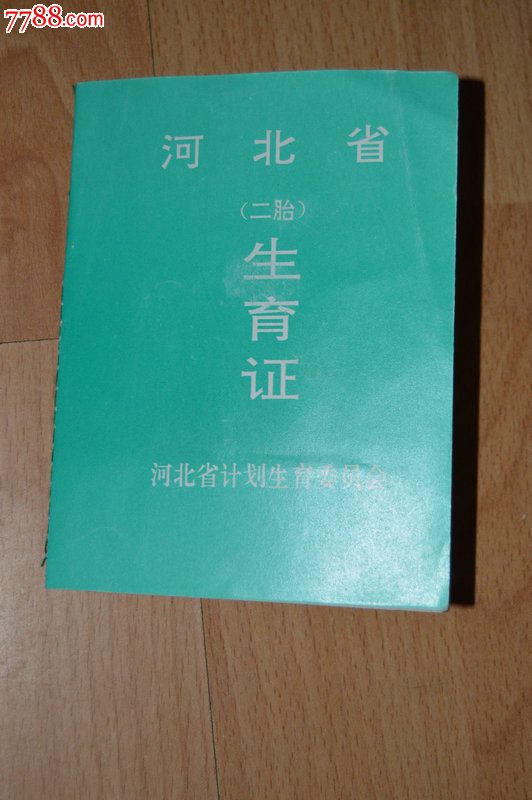 7788.com
河北省
（二胎）
生
育
证
河北省计划生育委员会